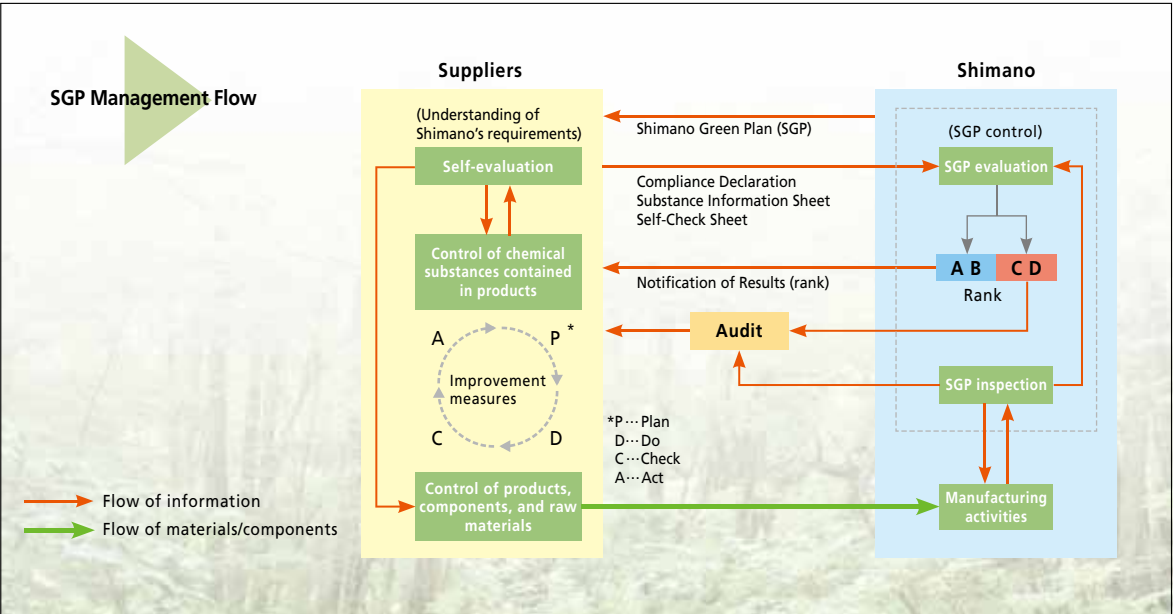 SGP Management Flow
Suppliers
Shimano
(Understanding of
Shimano's requirements)
Self-evaluation
Control of chemical
substances contained
in products
A
P *
Improvement
measures
C
D
Control of products,
components, and raw
materials
Shimano Green Plan (SGP)
Compliance Declaration
Substance Information Sheet
Self-Check Sheet
Notification of Results (rank)
Audit
*P⋯Plan
D⋯Do
C⋯Check
A⋯Act
(SGP control)
SGP evaluation
A B
C D
Rank
SGP inspection
Manufacturing
activities
Flow of information
Flow of materials/components